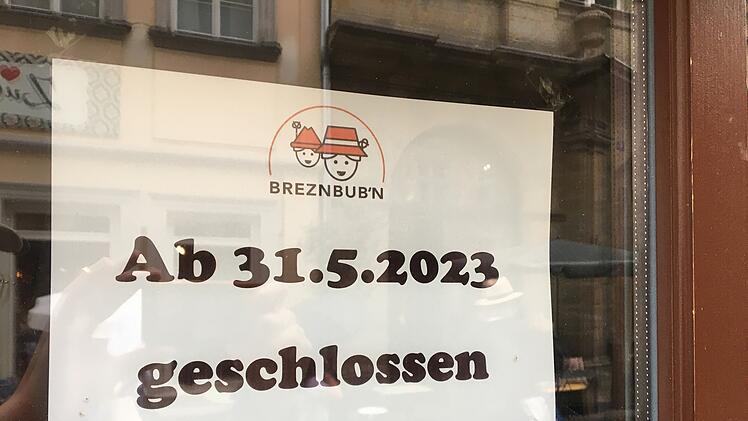 BREZNBUB'N
Ab 31.5.2023
geschlossen